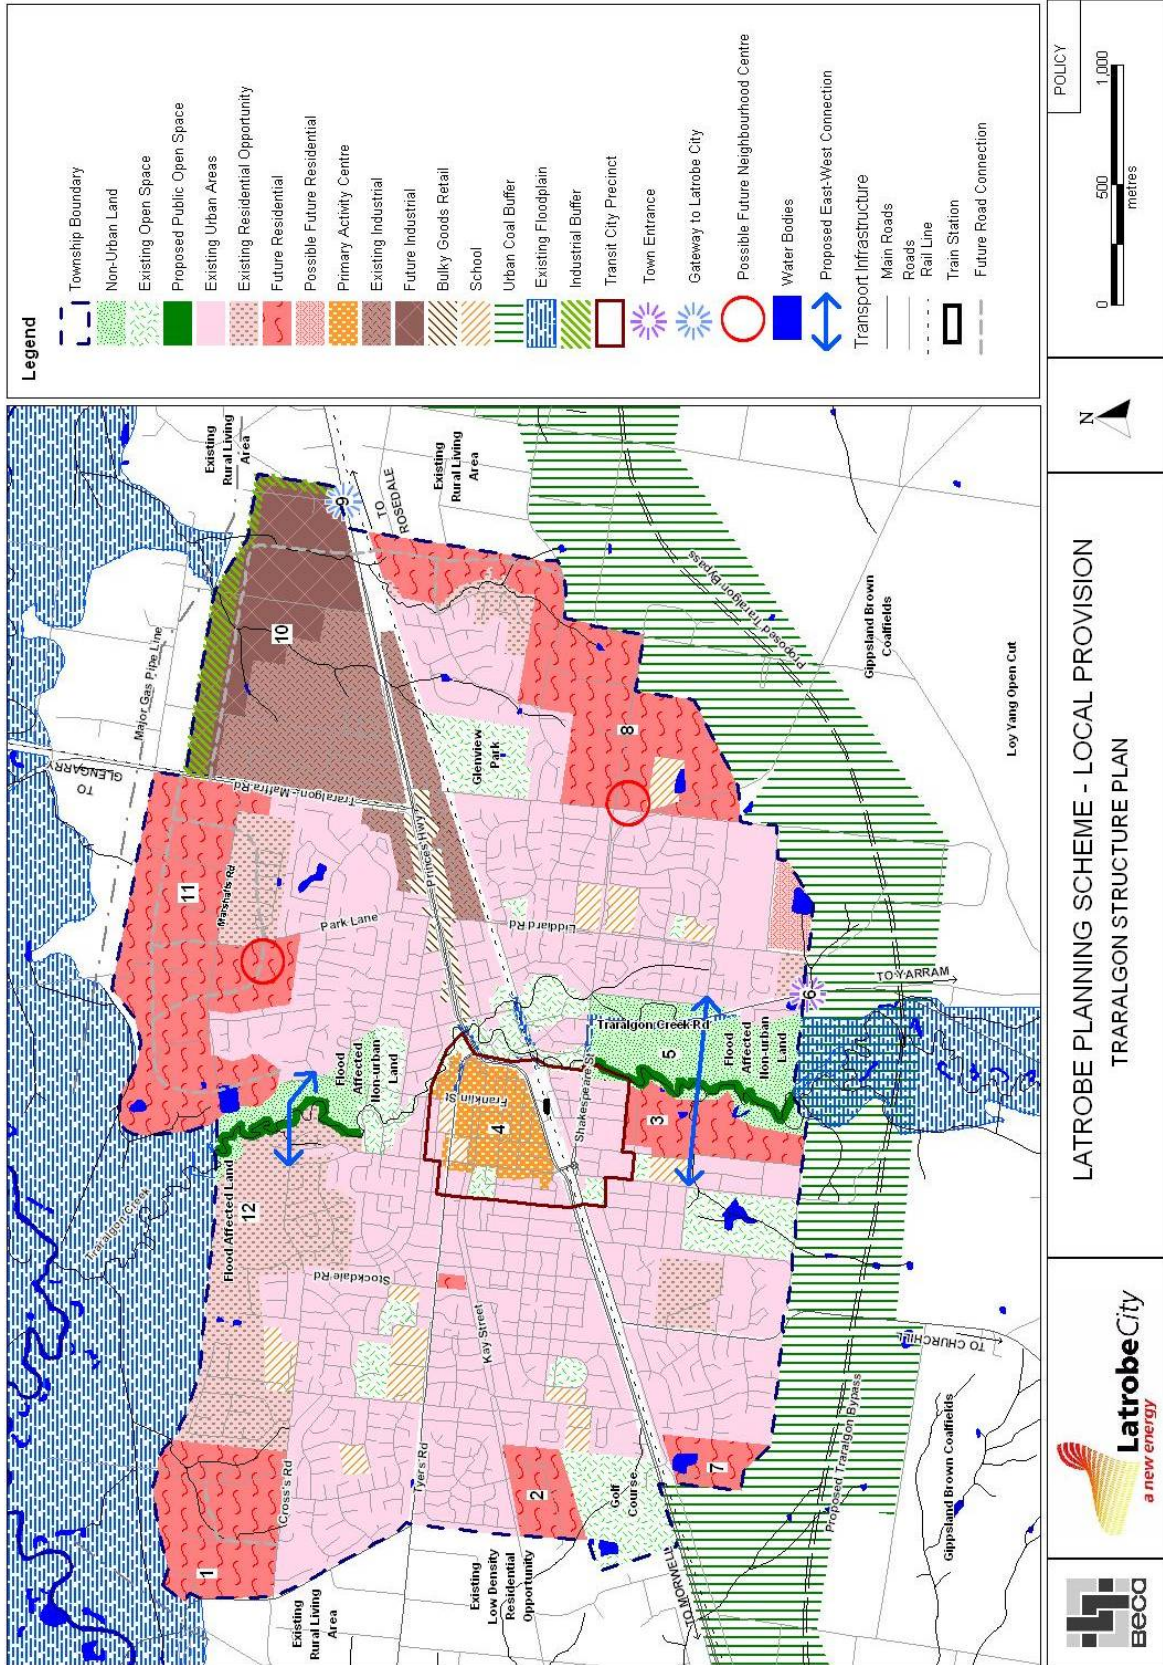 Legend
Township Boundary
Non-Urban Land
Existing Open Space
Proposed Public Open Space
Existing Urban Areas
Existing Residential Opportunity
Future Residential
Possible Future Residential
Primary Activity Centre
Existing Industrial
Future Industrial
Bulky Goods Retail
School
Urban Coal Buffer
Existing Floodplain
Industrial Buffer
Transit City Precinct
Town Entrance
Gateway to Latrobe City
Possible Future Neighbourhood Centre
Water Bodies
Proposed East-West Connection
Transport Infrastructure
Main Roads
Roads
Rail Line
Train Station
Future Road Connection
TO
GLENGARRY
Major Gas Pipe Line
Existing
Rural Living
Area
9
TO
ROSEDALE
Existing
Rural Living
Area
10
Traralgon - Maffra Rd
11
Marshalls Rd
Park Lane
Princes Hwy
Glenview
Park
8
Liddiard Rd
Proposed Traralgon Bypass
Gippsland Brown
Coalfields
Loy Yang Open Cut
Traralgon Creek
Flood Affected Land
12
Flood
Affected
Non-urban
Land
Franklin St
4
Shakespeare St
Traralgon Creek Rd
5
Flood
Affected
Non-urban
Land
3
6
TO YARRAM
Stockdale Rd
Kay Street
Cross's Rd
Tyers Rd
1
2
Golf
Course
7
TO CHURCHILL
Proposed Traralgon Bypass
Gippsland Brown Coalfields
Existing
Rural Living
Area
Existing
Low Density
Residential
Opportunity
TO MORWELL
BECA
LatrobeCity
a new energy
LATROBE PLANNING SCHEME - LOCAL PROVISION
TRARALGON STRUCTURE PLAN
N
POLICY
0 500 1,000
metres